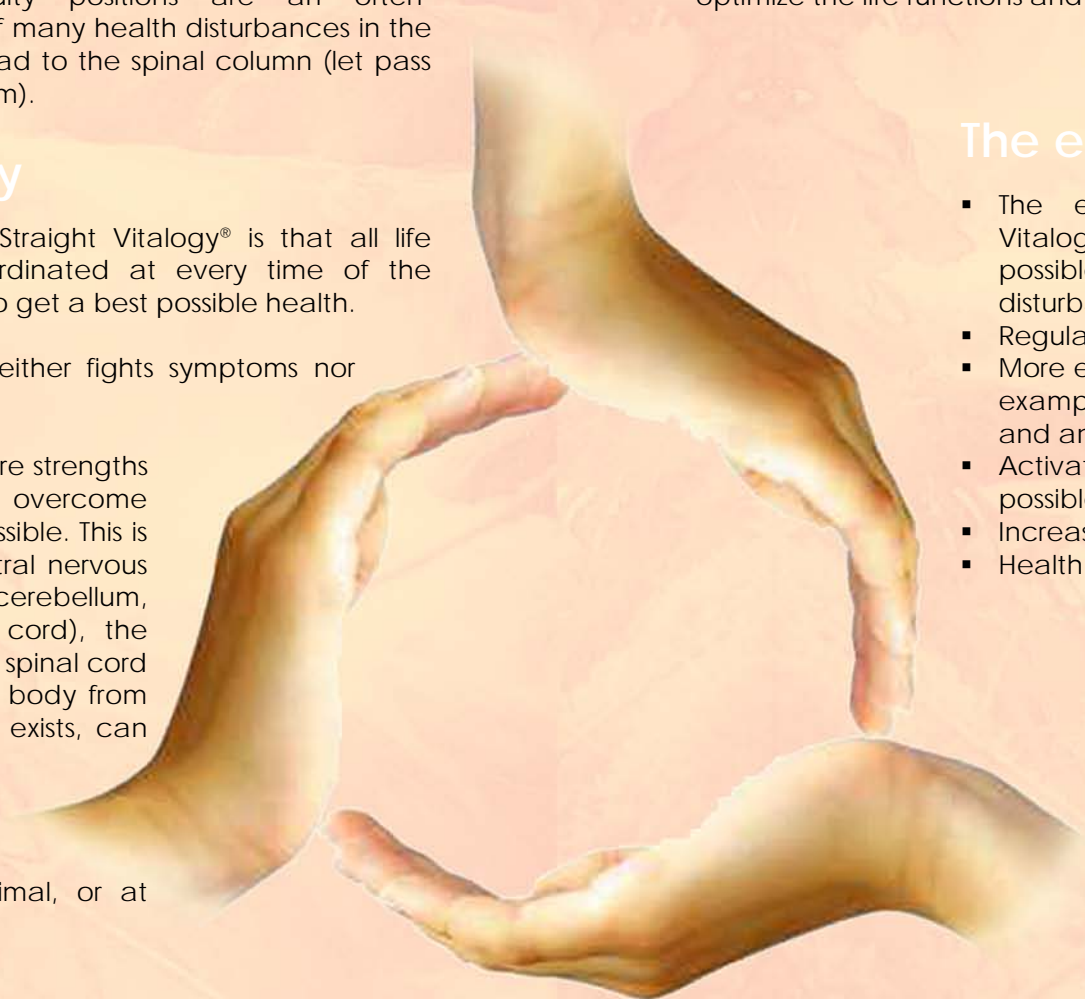 positions are an often
many health disturbances in the
ad to the spinal column (let pass
m).
y
Straight Vitalogy® is that all life
rdinated at every time of the
o get a best possible health.
either fights symptoms nor
re strengths
overcome
ssible. This is
tral nervous
cerebellum,
cord), the
spinal cord
body from
exists, can
imal, or at
optimize the life functions and
The e
▪ The e
Vitalog
possible
disturb
▪ Regula
▪ More e
examp
and ar
▪ Activat
possibl
▪ Increas
▪ Health